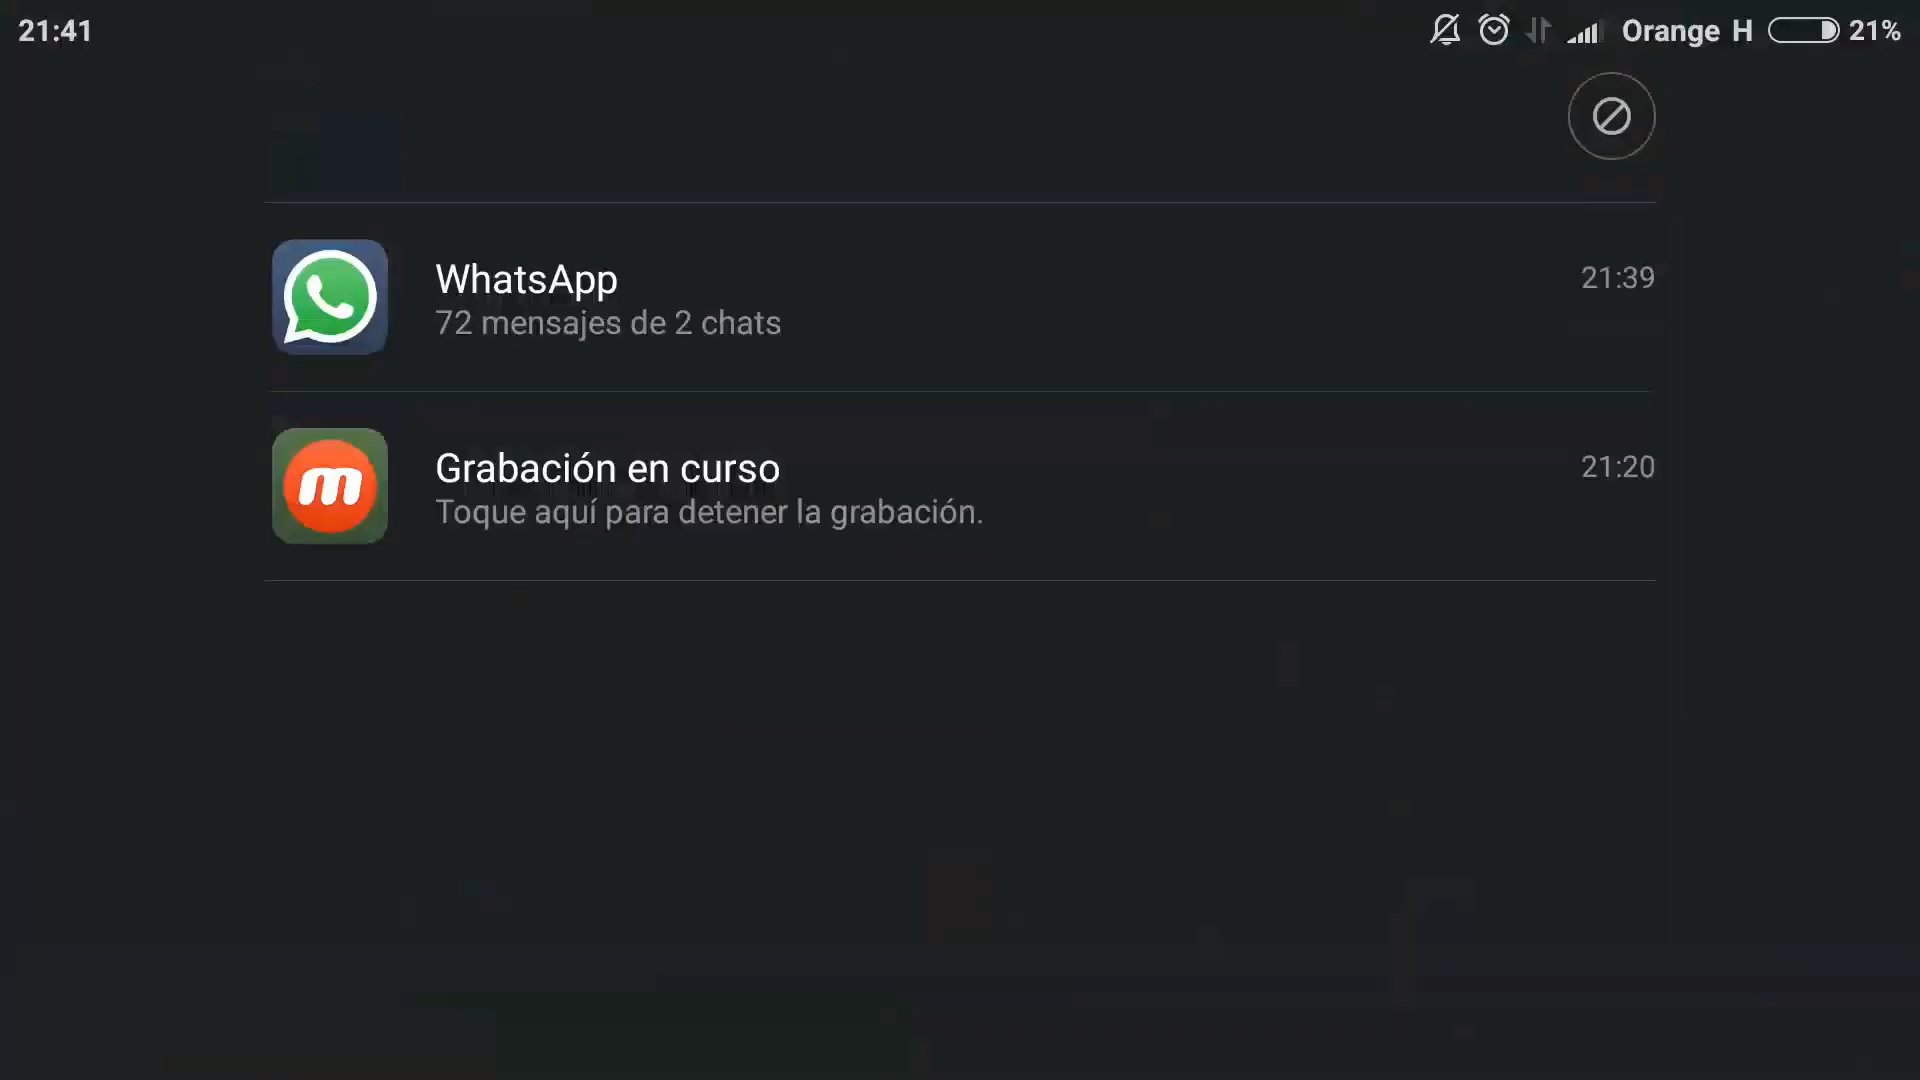 21:41 Orange H 21%
WhatsApp 21:39
72 mensajes de 2 chats
Grabación en curso 21:20
Toque aquí para detener la grabación.